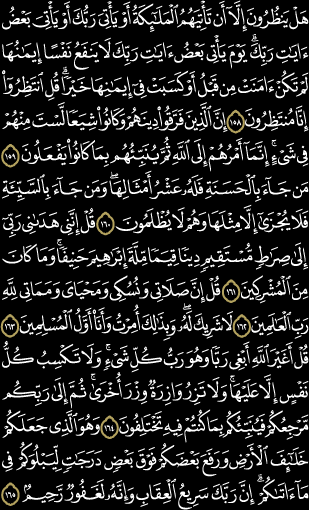 هَلْ يَنظُرُونَ إِلَّآ أَن تَأْتِيَهُمُ ٱلْمَلَٰٓئِكَةُ أَوْ يَأْتِىَ رَبُّكَ أَوْ يَأْتِىَ بَعْضُ
ءَايَٰتِ رَبِّكَ ۗ يَوْمَ يَأْتِى بَعْضُ ءَايَٰتِ رَبِّكَ لَا يَنفَعُ نَفْسًا إِيمَٰنُهَا
لَمْ تَكُنْ ءَامَنَتْ مِن قَبْلُ أَوْ كَسَبَتْ فِىٓ إِيمَٰنِهَا خَيْرًا ۗ قُلِ ٱنتَظِرُوٓا۟
إِنَّا مُنتَظِرُونَ ١٥٨ إِنَّ ٱلَّذِينَ فَرَّقُوا۟ دِينَهُمْ وَكَانُوا۟ شِيَعًا لَّسْتَ مِنْهُمْ
فِى شَىْءٍ ۚ إِنَّمَآ أَمْرُهُمْ إِلَى ٱللَّهِ ثُمَّ يُنَبِّئُهُم بِمَا كَانُوا۟ يَفْعَلُونَ ١٥٩
مَن جَآءَ بِٱلْحَسَنَةِ فَلَهُۥ عَشْرُ أَمْثَالِهَا ۖ وَمَن جَآءَ بِٱلسَّيِّئَةِ
فَلَا يُجْزَىٰٓ إِلَّا مِثْلَهَا وَهُمْ لَا يُظْلَمُونَ ١٦٠ قُلْ إِنَّنِى هَدَىٰنِى رَبِّىٓ
إِلَىٰ صِرَٰطٍ مُّسْتَقِيمٍ دِينًا قِيَمًا مِّلَّةَ إِبْرَٰهِيمَ حَنِيفًا ۚ وَمَا كَانَ
مِنَ ٱلْمُشْرِكِينَ ١٦١ قُلْ إِنَّ صَلَاتِى وَنُسُكِى وَمَحْيَاىَ وَمَمَاتِى لِلَّهِ
رَبِّ ٱلْعَٰلَمِينَ ١٦٢ لَا شَرِيكَ لَهُۥ ۖ وَبِذَٰلِكَ أُمِرْتُ وَأَنَا۠ أَوَّلُ ٱلْمُسْلِمِينَ ١٦٣
قُلْ أَغَيْرَ ٱللَّهِ أَبْغِى رَبًّا وَهُوَ رَبُّ كُلِّ شَىْءٍ ۚ وَلَا تَكْسِبُ كُلُّ
نَفْسٍ إِلَّا عَلَيْهَا ۚ وَلَا تَزِرُ وَازِرَةٌ وِزْرَ أُخْرَىٰ ۚ ثُمَّ إِلَىٰ رَبِّكُم
مَّرْجِعُكُمْ فَيُنَبِّئُكُم بِمَا كُنتُمْ فِيهِ تَخْتَلِفُونَ ١٦٤ وَهُوَ ٱلَّذِى جَعَلَكُمْ
خَلَٰٓئِفَ ٱلْأَرْضِ وَرَفَعَ بَعْضَكُمْ فَوْقَ بَعْضٍ دَرَجَٰتٍ لِّيَبْلُوَكُمْ فِى
مَآ ءَاتَىٰكُمْ ۗ إِنَّ رَبَّكَ سَرِيعُ ٱلْعِقَابِ وَإِنَّهُۥ لَغَفُورٌ رَّحِيمٌۢ ١٦٥